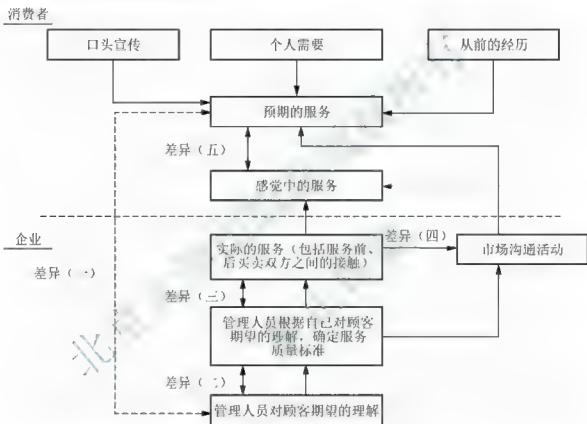 消费者
口头宣传
个人需要
从前的经历
预期的服务
差异（五）
感觉中的服务
企业
差异（一）
实际的服务（包括服务前、
后买卖双方之间的接触）
差异（四）
市场沟通活动
差异（三）
管理人员根据自己对顾客
期望的理解，确定服务
质量标准
差异（二）
管理人员对顾客期望的理解